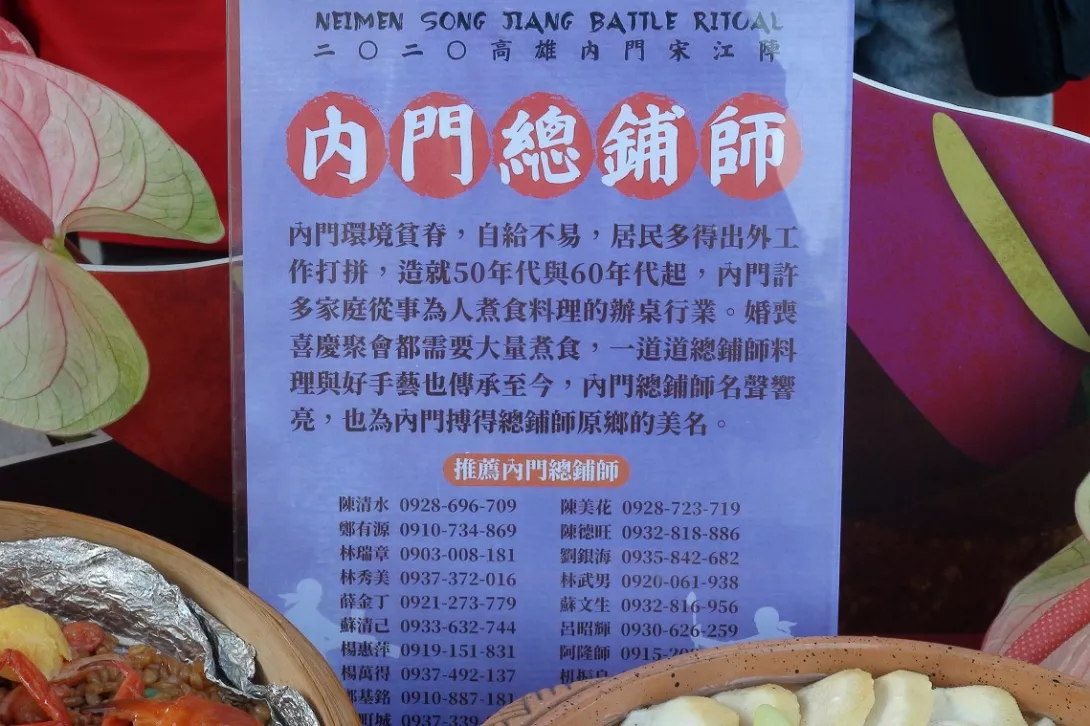 NEIMEN SONG JIANG BATTLE RITUAL
二〇二〇高雄內門宋江陣
內門總鋪師
內門環境貧脊，自給不易，居民多得出外工
作打拼，造就50年代與60年代起，內門許
多家庭從事為人煮食料理的辦桌行業。婚喪
喜慶聚會都需要大量煮食，一道道總鋪師料
理與好手藝也傳承至今，內門總鋪師名聲響
亮，也為內門搏得總鋪師原鄉的美名。
推薦內門總鋪師
陳清水 0928-696-709 陳美花 0928-723-719
鄭有源 0910-734-869 陳德旺 0932-818-886
林瑞章 0903-008-181 劉銀海 0935-842-682
林秀美 0937-372-016 林武男 0920-061-938
薛金丁 0921-273-779 蘇文生 0932-816-956
蘇清己 0933-632-744 呂昭輝 0930-626-259
楊惠萍 0919-151-831 阿隆師 0915-20
楊萬得 0937-492-137
基銘 0910-887-181
城 0937-339